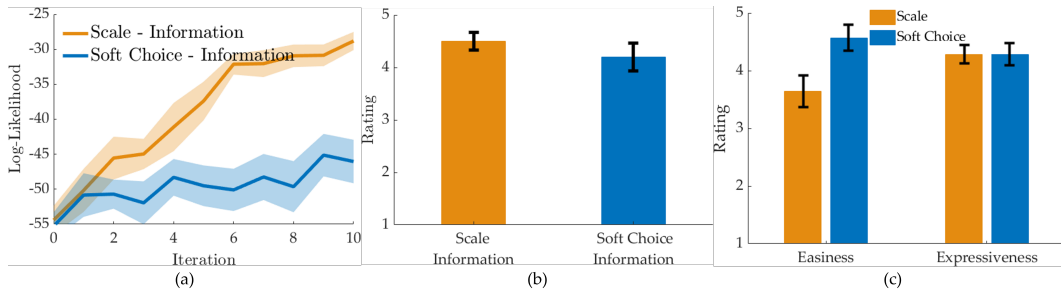 Scale - Information
Soft Choice - Information
Log-Likelihood
-25
-30
-35
-40
-45
-50
-55
0
2
4
6
8
10
Iteration
(a)
Rating
5
4
3
2
1
Scale
Information
Soft Choice
Information
(b)
Scale
Soft Choice
Rating
5
4
3
2
1
Easiness
Expressiveness
(c)